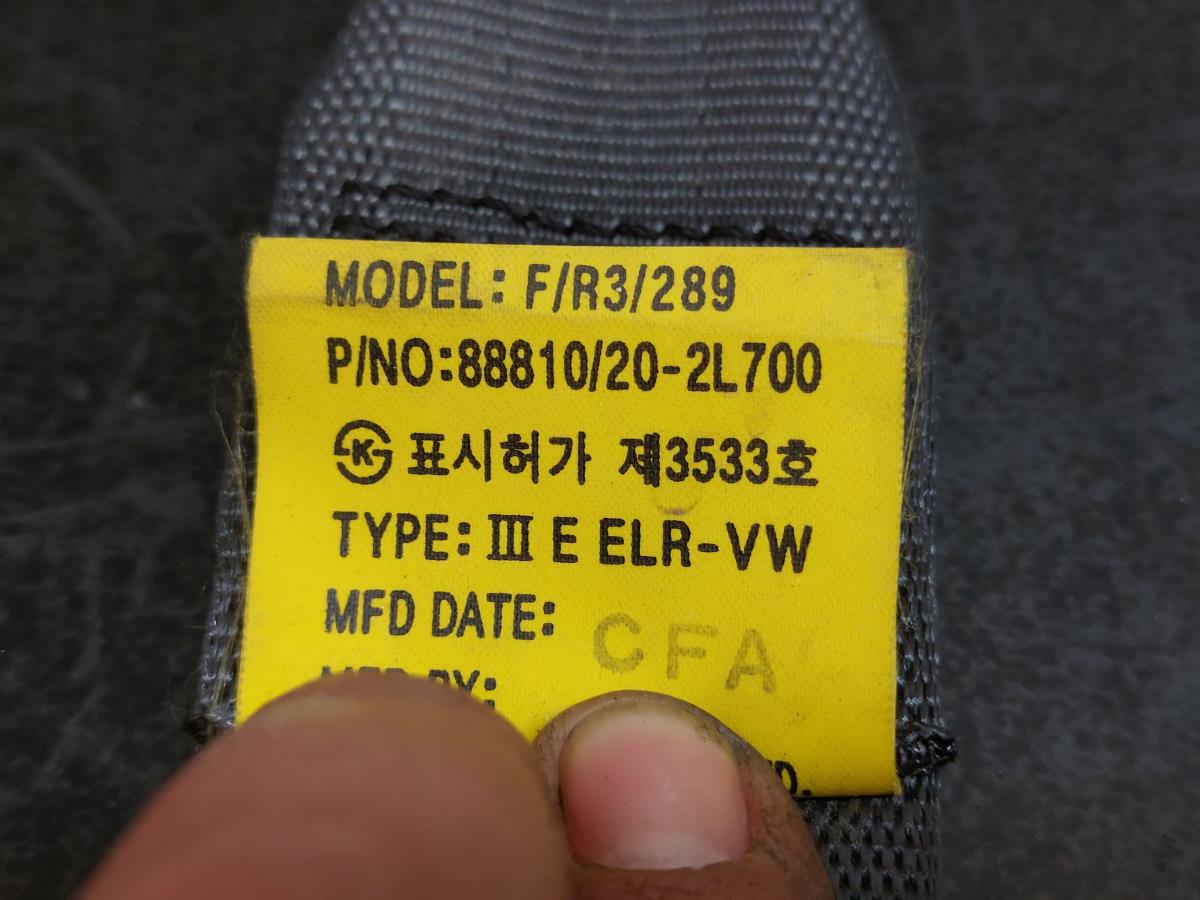 MODEL: F/R3/289
P/NO:88810/20-2L700
K 표시허가 제3533호
TYPE: III E ELR-VW
MFD DATE: CFA